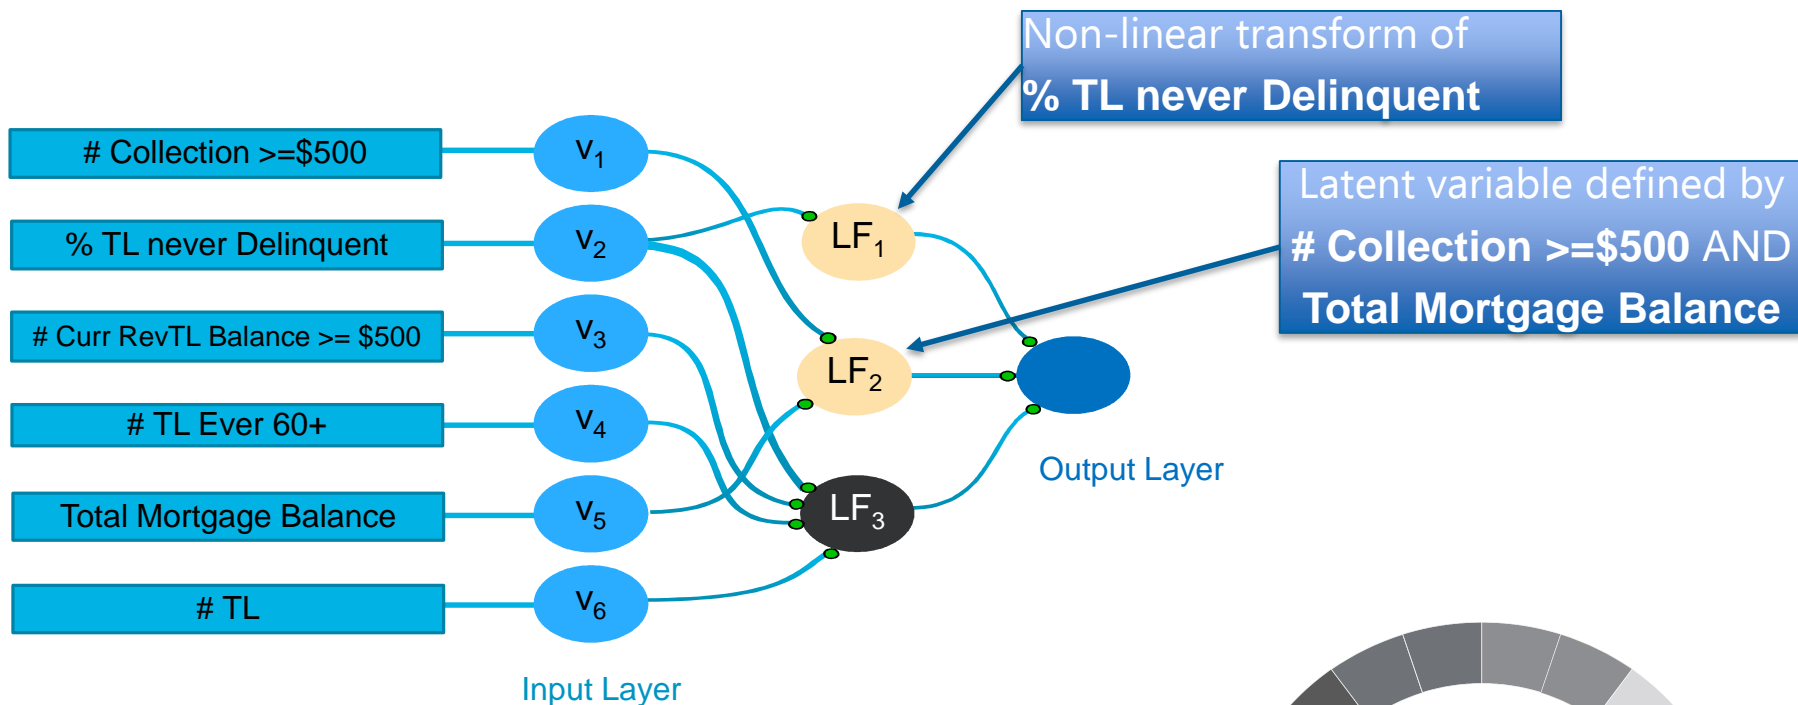 Non-linear transform of
% TL never Delinquent
Latent variable defined by
# Collection >=$500 AND
Total Mortgage Balance
# Collection >=$500
v1
% TL never Delinquent
v2
LF1
# Curr RevTL Balance >= $500
v3
LF2
# TL Ever 60+
v4
Output Layer
Total Mortgage Balance
v5
LF3
# TL
v6
Input Layer